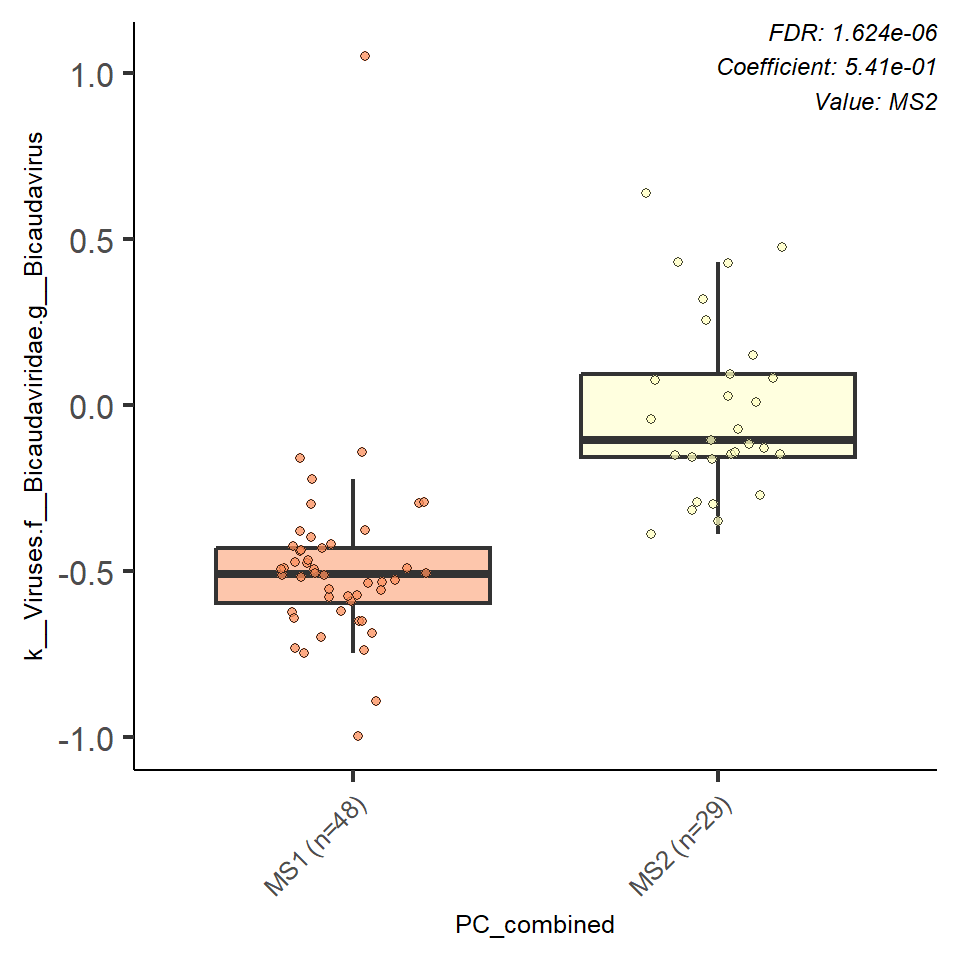 FDR: 1.624e-06
Coefficient: 5.41e-01
Value: MS2
k__Viruses.f__Bicaudaviridae.g__Bicaudavirus
1.0
0.5
0.0
-0.5
-1.0
MS1 (n=48)
MS2 (n=29)
PC_combined